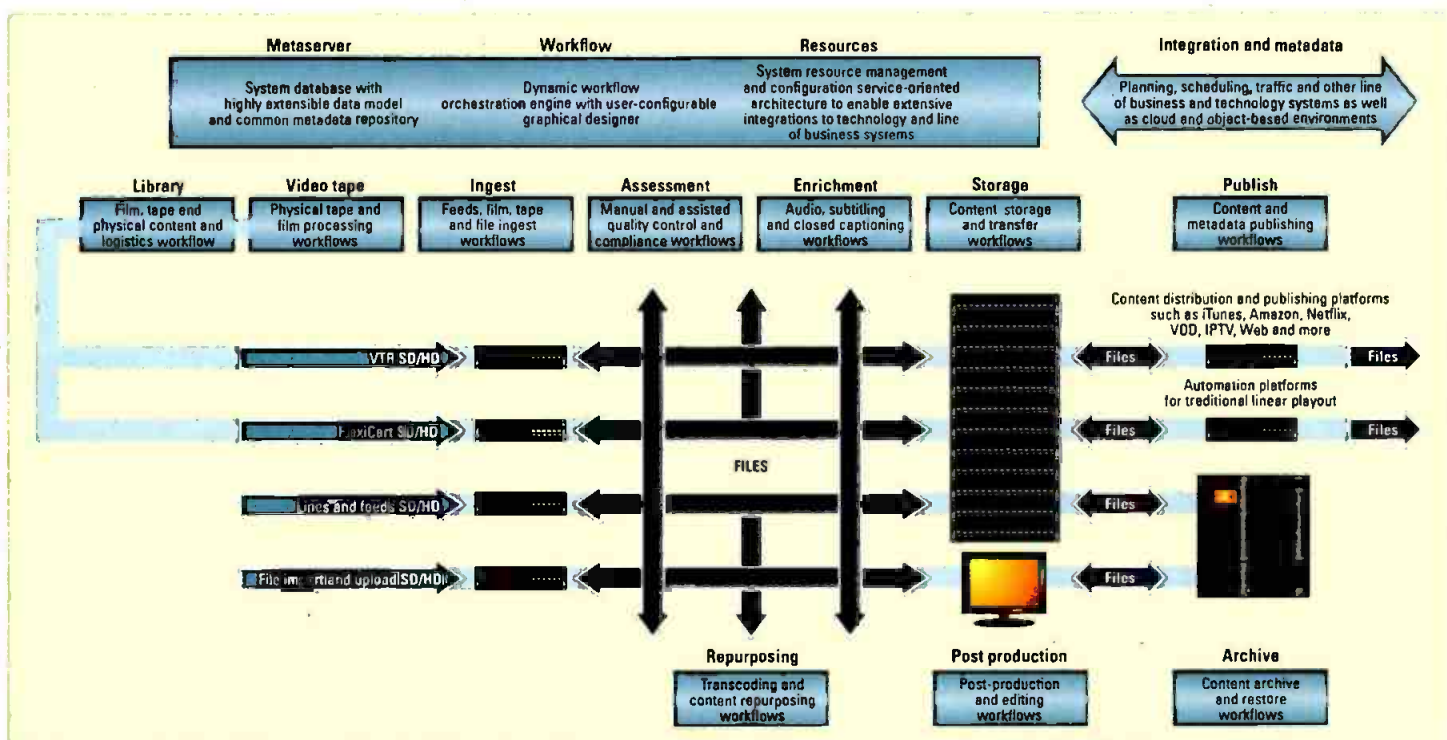 Metaserver
System database with
highly extensible data model
and common metadata repository
Workflow
Dynamic workflow
orchestration engine with user-configurable
graphical designer
Resources
System resource management
and configuration service-oriented
architecture to enable extensive
integrations to technology and line
of business systems
Integration and metadata
Planning, scheduling, traffic and other line
of business and technology systems as well
as cloud and object-based environments
Library
Film, tape end
physical content and
logistics workflow
Video tape
Physical tape and
film processing
workflows
Ingest
Feeds, film, tape
and file ingest
workflows
Assessment
Manual and assisted
quality control and
compliance workflows
Enrichment
Audio, subtitling
and closed captioning
workflows
Storage
Content storage
and transfer
workflows
Publish
Content and
metadata publishing
workflows
Content distribution and publishing platforms
such as iTunes, Amazon, Netflix,
VOD, IPTV, Web and more
VTR SD/HD
Files
Files
Automation platforms
for traditional linear playout
FlexiCart SD/HD
Files
Files
FILES
Lines and feeds SD/HD
Files
File import and upload SD/HD
Files
Repurposing
Transcoding and
content repurposing
workflows
Post production
Post-production
and editing
workflows
Archive
Content archive
and restore
workflows